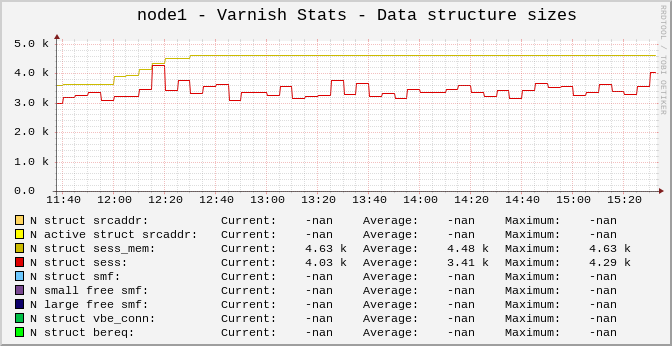 node1 - Varnish Stats - Data structure sizes
RRDTOOL / TOBI OETIKER
5.0 k
4.0 k
3.0 k
2.0 k
1.0 k
0.0
11:40 12:00 12:20 12:40 13:00 13:20 13:40 14:00 14:20 14:40 15:00 15:20
N struct srcaddr: Current: -nan Average: -nan Maximum: -nan
N active struct srcaddr: Current: -nan Average: -nan Maximum: -nan
N struct sess_mem: Current: 4.63 k Average: 4.48 k Maximum: 4.63 k
N struct sess: Current: 4.03 k Average: 3.41 k Maximum: 4.29 k
N struct smf: Current: -nan Average: -nan Maximum: -nan
N small free smf: Current: -nan Average: -nan Maximum: -nan
N large free smf: Current: -nan Average: -nan Maximum: -nan
N struct vbe_conn: Current: -nan Average: -nan Maximum: -nan
N struct bereq: Current: -nan Average: -nan Maximum: -nan